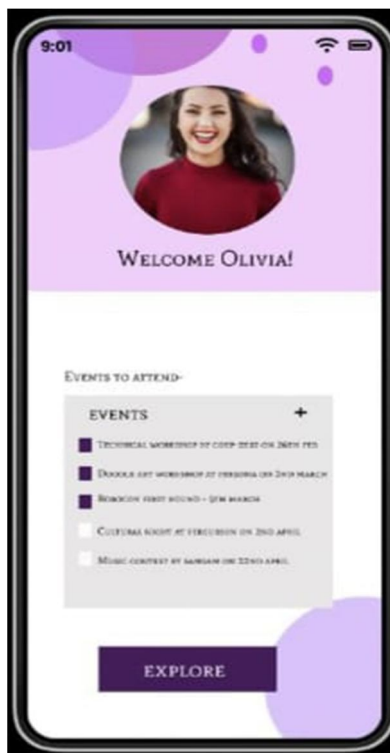 9:01
WELCOME OLIVIA!
EVENTS TO ATTEND-
EVENTS +
TECHNICAL WORKSHOP BY COEP ZEST ON 26TH FEB
DOODLE ART WORKSHOP AT PERSONA ON 2ND MARCH
ROBOCON FIRST ROUND - 5TH MARCH
CULTURAL NIGHT AT FERGUSSON ON 2ND APRIL
MUSIC CONTEST BY ON 22ND APRIL
EXPLORE